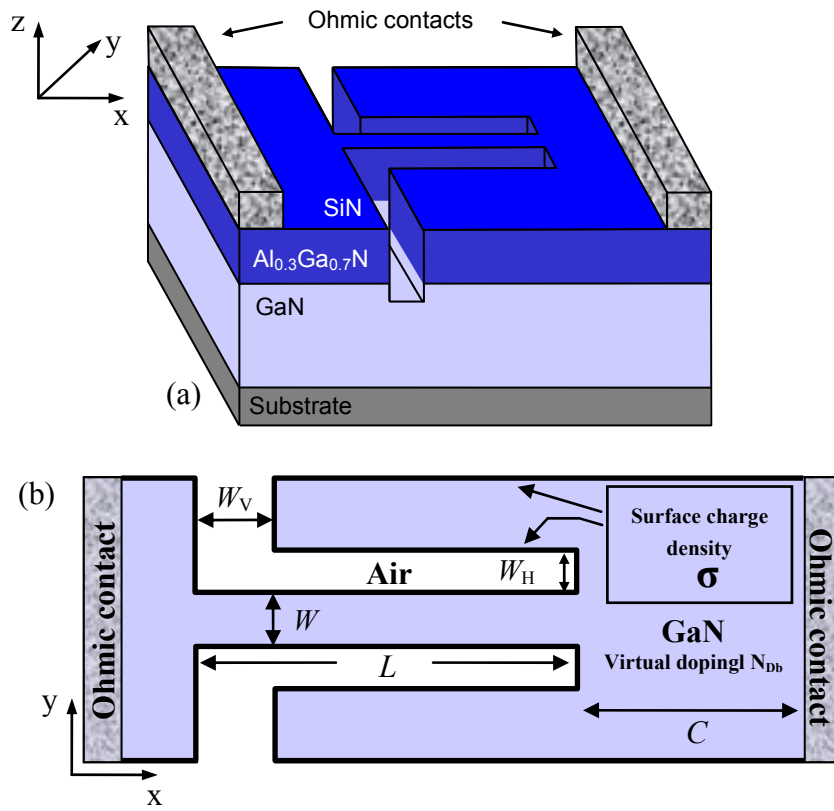 z
y
x
Ohmic contacts
SiN
Al0.3Ga0.7N
GaN
(a)
Substrate
(b)
Ohmic contact
WV
Surface charge
density
σ
Air
WH
W
GaN
Virtual dopingl NDb
L
C
Ohmic contact
y
x